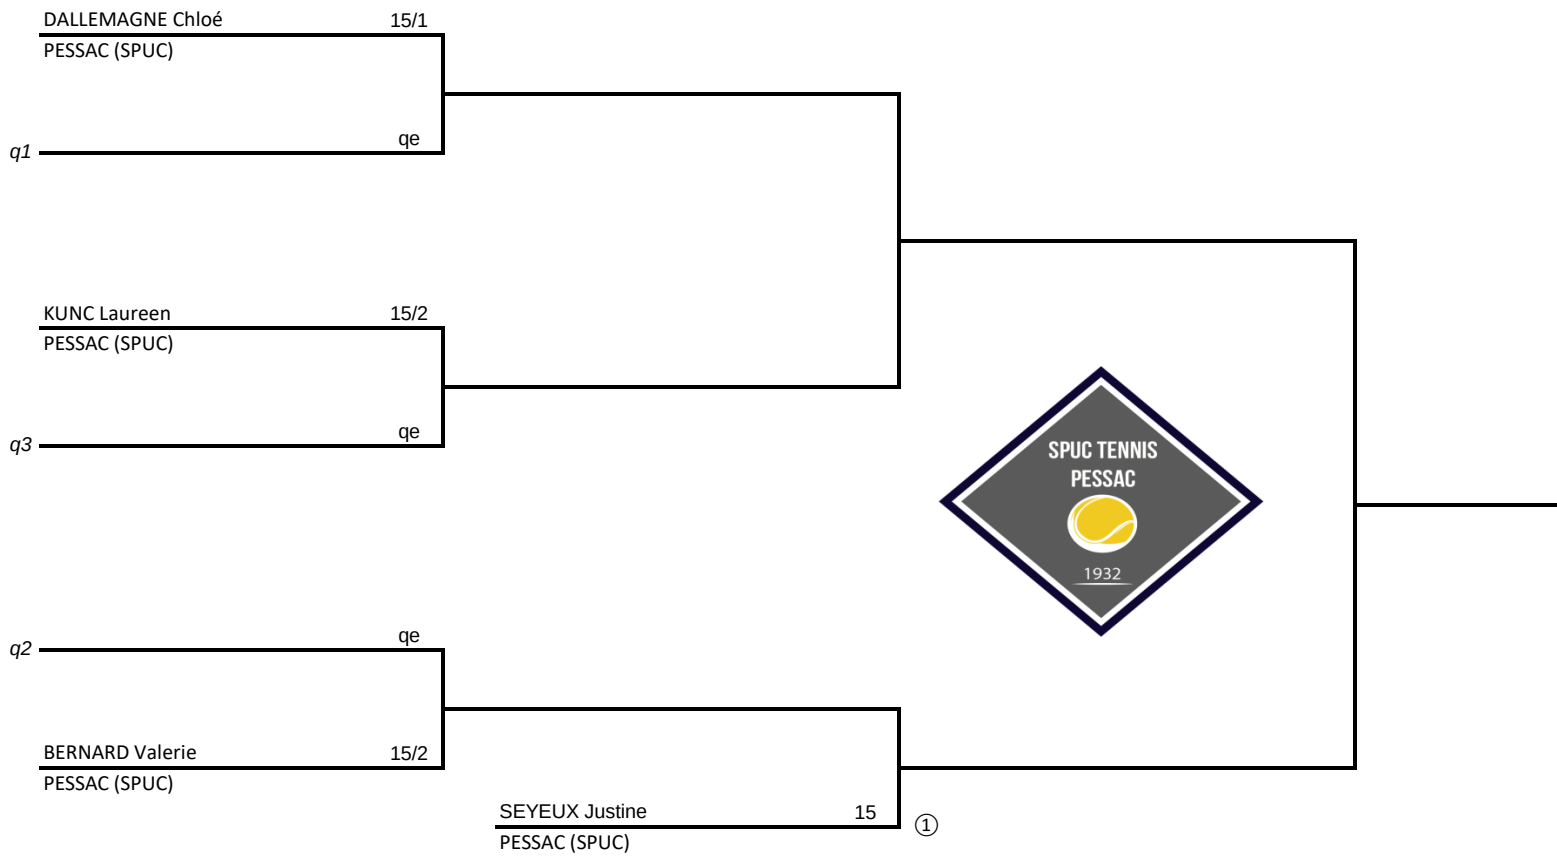 DALLEMAGNE Chloé 15/1
PESSAC (SPUC)
qe
q1
KUNC Laureen 15/2
PESSAC (SPUC)
qe
q3
SPUC TENNIS
PESSAC
1932
qe
q2
BERNARD Valerie 15/2
PESSAC (SPUC)
SEYEUX Justine 15
①
PESSAC (SPUC)